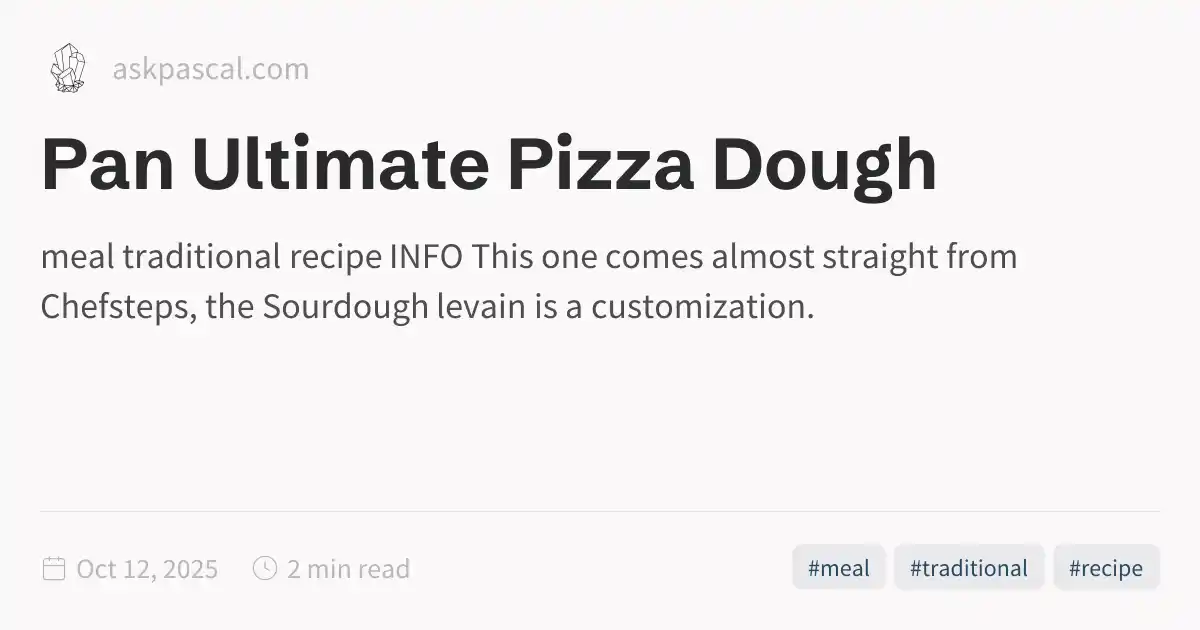 askpascal.com
Pan Ultimate Pizza Dough
meal traditional recipe INFO This one comes almost straight from
Chefsteps, the Sourdough levain is a customization.
Oct 12, 2025
2 min read
#meal
#traditional
#recipe